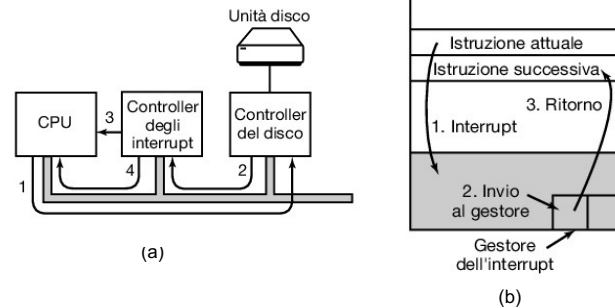 Unità disco
CPU
3
Controller
degli
interrupt
Controller
del disco
1
4
2
(a)
Istruzione attuale
Istruzione successiva
3. Ritorno
1. Interrupt
2. Invio
al gestore
Gestore
dell'interrupt
(b)